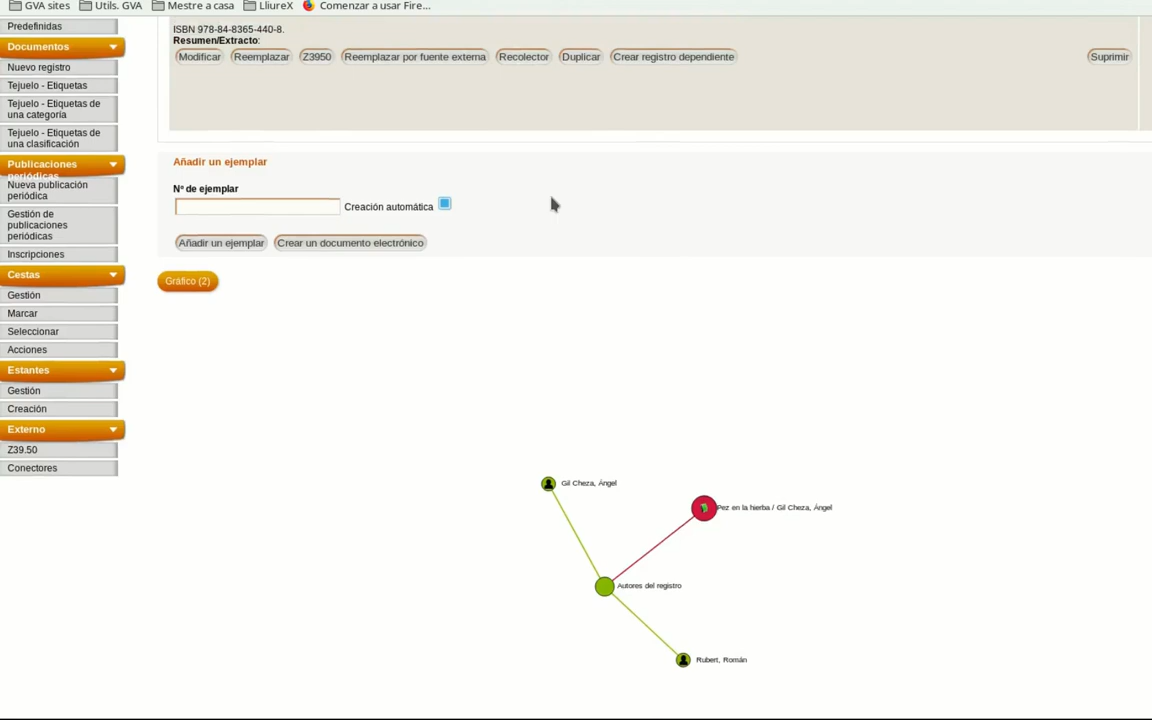 GVA sites Utils. GVA Mestre a casa LliureX Comenzar a usar Fire...
Predefinidas
Documentos
Nuevo registro
Tejuelo - Etiquetas
Tejuelo - Etiquetas de
una categoría
Tejuelo - Etiquetas de
una clasificación
Publicaciones
periódicas
Nueva publicación
periódica
Gestión de
publicaciones
periódicas
Inscripciones
Cestas
Gestión
Marcar
Seleccionar
Acciones
Estantes
Gestión
Creación
Externo
Z39.50
Conectores
ISBN 978-84-8365-440-8.
Resumen/Extracto:
Modificar Reemplazar Z3950 Reemplazar por fuente externa Recolector Duplicar Crear registro dependiente Suprimir
Añadir un ejemplar
Nº de ejemplar
Creación automática
Añadir un ejemplar Crear un documento electrónico
Gráfico (2)
Gil Cheza, Ángel
Pez en la hierba / Gil Cheza, Ángel
Autores del registro
Rubert, Román